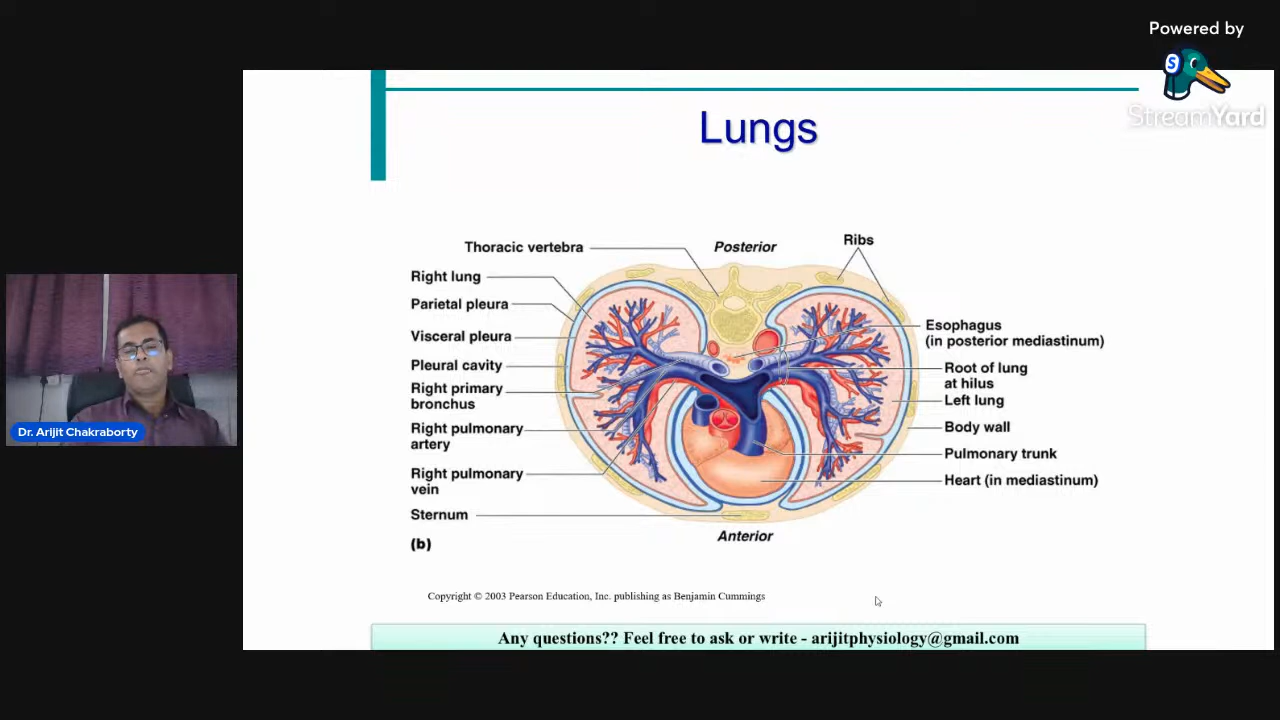 Powered by
S
StreamYard
Lungs
Thoracic vertebra
Posterior
Ribs
Right lung
Parietal pleura
Visceral pleura
Pleural cavity
Right primary
bronchus
Right pulmonary
artery
Right pulmonary
vein
Sternum
(b)
Esophagus
(in posterior mediastinum)
Root of lung
at hilus
Left lung
Body wall
Pulmonary trunk
Heart (in mediastinum)
Anterior
Dr. Arijit Chakraborty
Copyright © 2003 Pearson Education, Inc. publishing as Benjamin Cummings
Any questions?? Feel free to ask or write - arijitphysiology@gmail.com